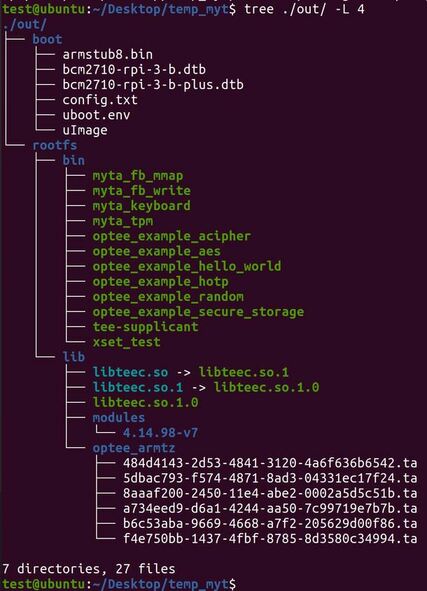 test@ubuntu:~/Desktop/temp_myt$ tree ./out/ -L 4
./out/
├── boot
│   ├── armstub8.bin
│   ├── bcm2710-rpi-3-b.dtb
│   ├── bcm2710-rpi-3-b-plus.dtb
│   ├── config.txt
│   ├── uboot.env
│   └── uImage
└── rootfs
    ├── bin
    │   ├── myta_fb_mmap
    │   ├── myta_fb_write
    │   ├── myta_keyboard
    │   ├── myta_tpm
    │   ├── optee_example_acipher
    │   ├── optee_example_aes
    │   ├── optee_example_hello_world
    │   ├── optee_example_hotp
    │   ├── optee_example_random
    │   ├── optee_example_secure_storage
    │   ├── tee-supplicant
    │   └── xset_test
    └── lib
        ├── libteec.so -> libteec.so.1
        ├── libteec.so.1 -> libteec.so.1.0
        ├── libteec.so.1.0
        ├── modules
        │   └── 4.14.98-v7
        └── optee_armtz
            ├── 484d4143-2d53-4841-3120-4a6f636b6542.ta
            ├── 5dbac793-f574-4871-8ad3-04331ec17f24.ta
            ├── 8aaaf200-2450-11e4-abe2-0002a5d5c51b.ta
            ├── a734eed9-d6a1-4244-aa50-7c99719e7b7b.ta
            ├── b6c53aba-9669-4668-a7f2-205629d00f86.ta
            └── f4e750bb-1437-4fbf-8785-8d3580c34994.ta
7 directories, 27 files
test@ubuntu:~/Desktop/temp_myt$